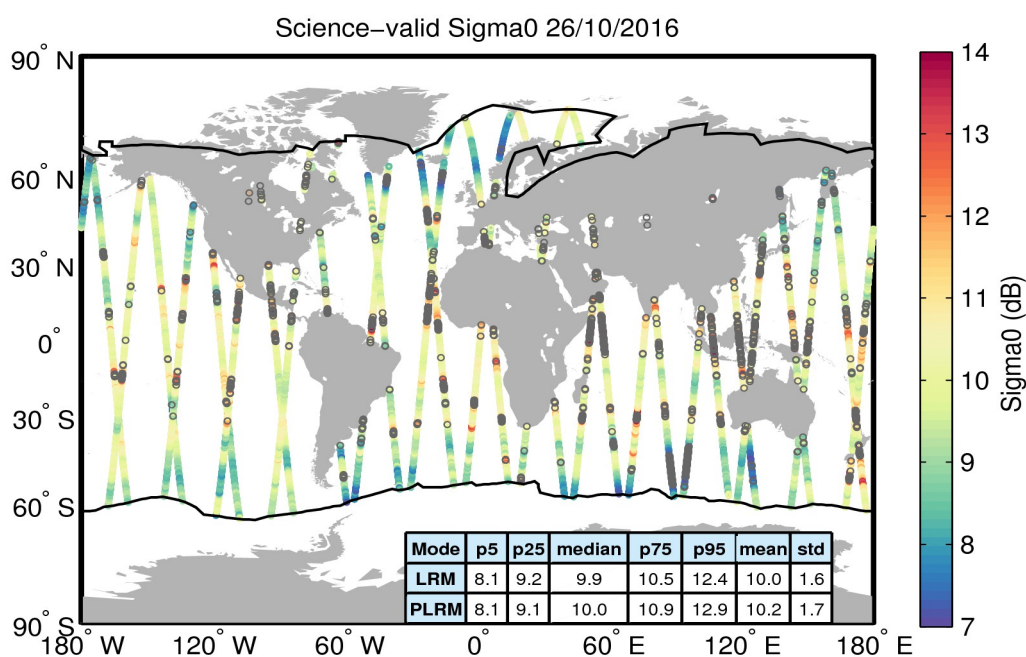 Science−valid Sigma0 26/10/2016
90° N
60° N
30° N
0°
30° S
60° S
90° S
180° W
120° W
60° W
0°
60° E
120° E
180° E
14
13
12
11
10
9
8
7
Sigma0 (dB)
Mode p5 p25 median p75 p95 mean std
LRM 8.1 9.2 9.9 10.5 12.4 10.0 1.6
PLRM 8.1 9.1 10.0 10.9 12.9 10.2 1.7